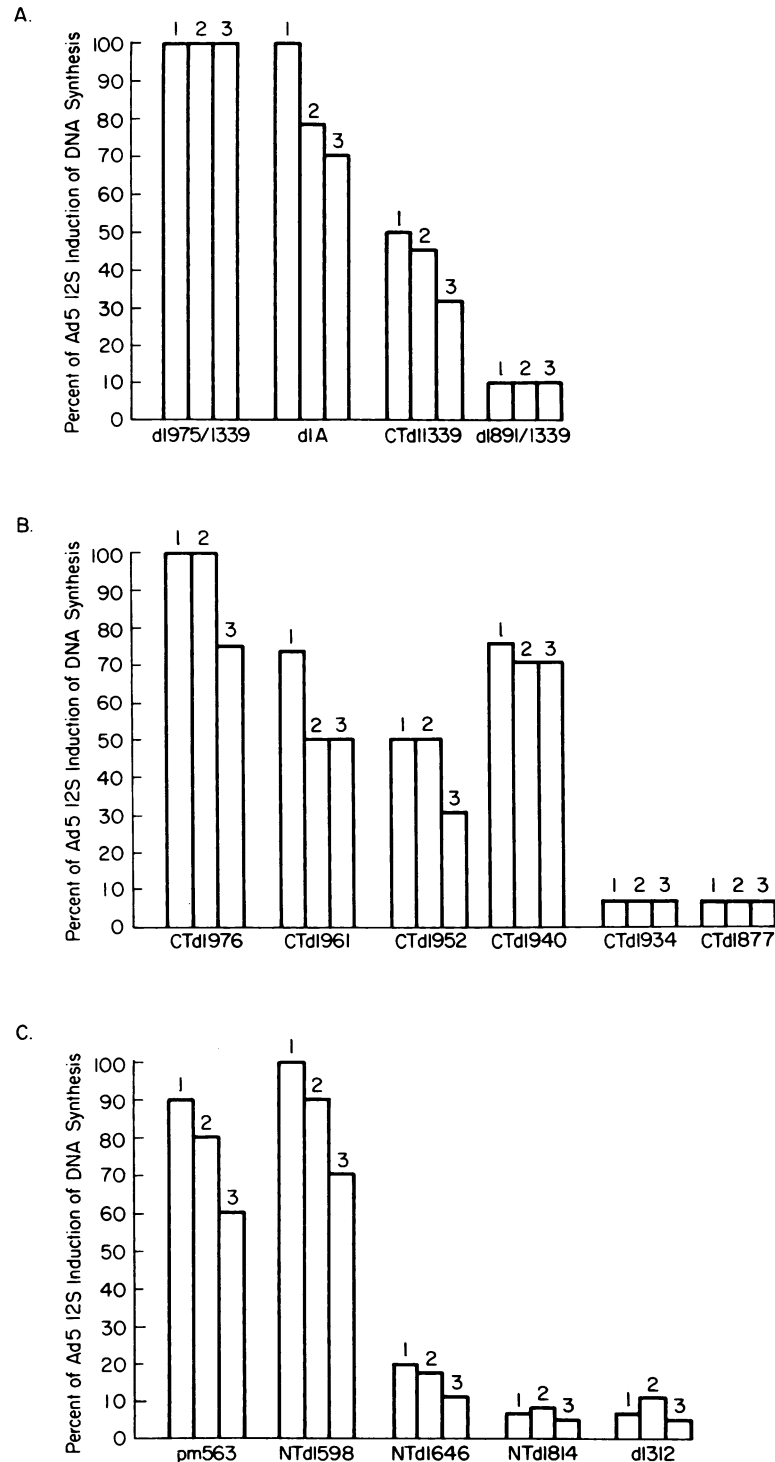 A.
Percent of Ad5 12S Induction of DNA Synthesis
100
90
80
70
60
50
40
30
20
10
0
1 2 3
1 2 3
1 2 3
1 2 3
dl975/1339
dlA
CTdl1339
dl891/1339
B.
Percent of Ad5 12S Induction of DNA Synthesis
100
90
80
70
60
50
40
30
20
10
0
1 2 3
1 2 3
1 2 3
1 2 3
1 2 3
1 2 3
CTdl976
CTdl961
CTdl952
CTdl940
CTdl934
CTdl877
C.
Percent of Ad5 12S Induction of DNA Synthesis
100
90
80
70
60
50
40
30
20
10
0
1 2 3
1 2 3
1 2 3
1 2 3
1 2 3
pm563
NTdl598
NTdl646
NTdl814
dl312